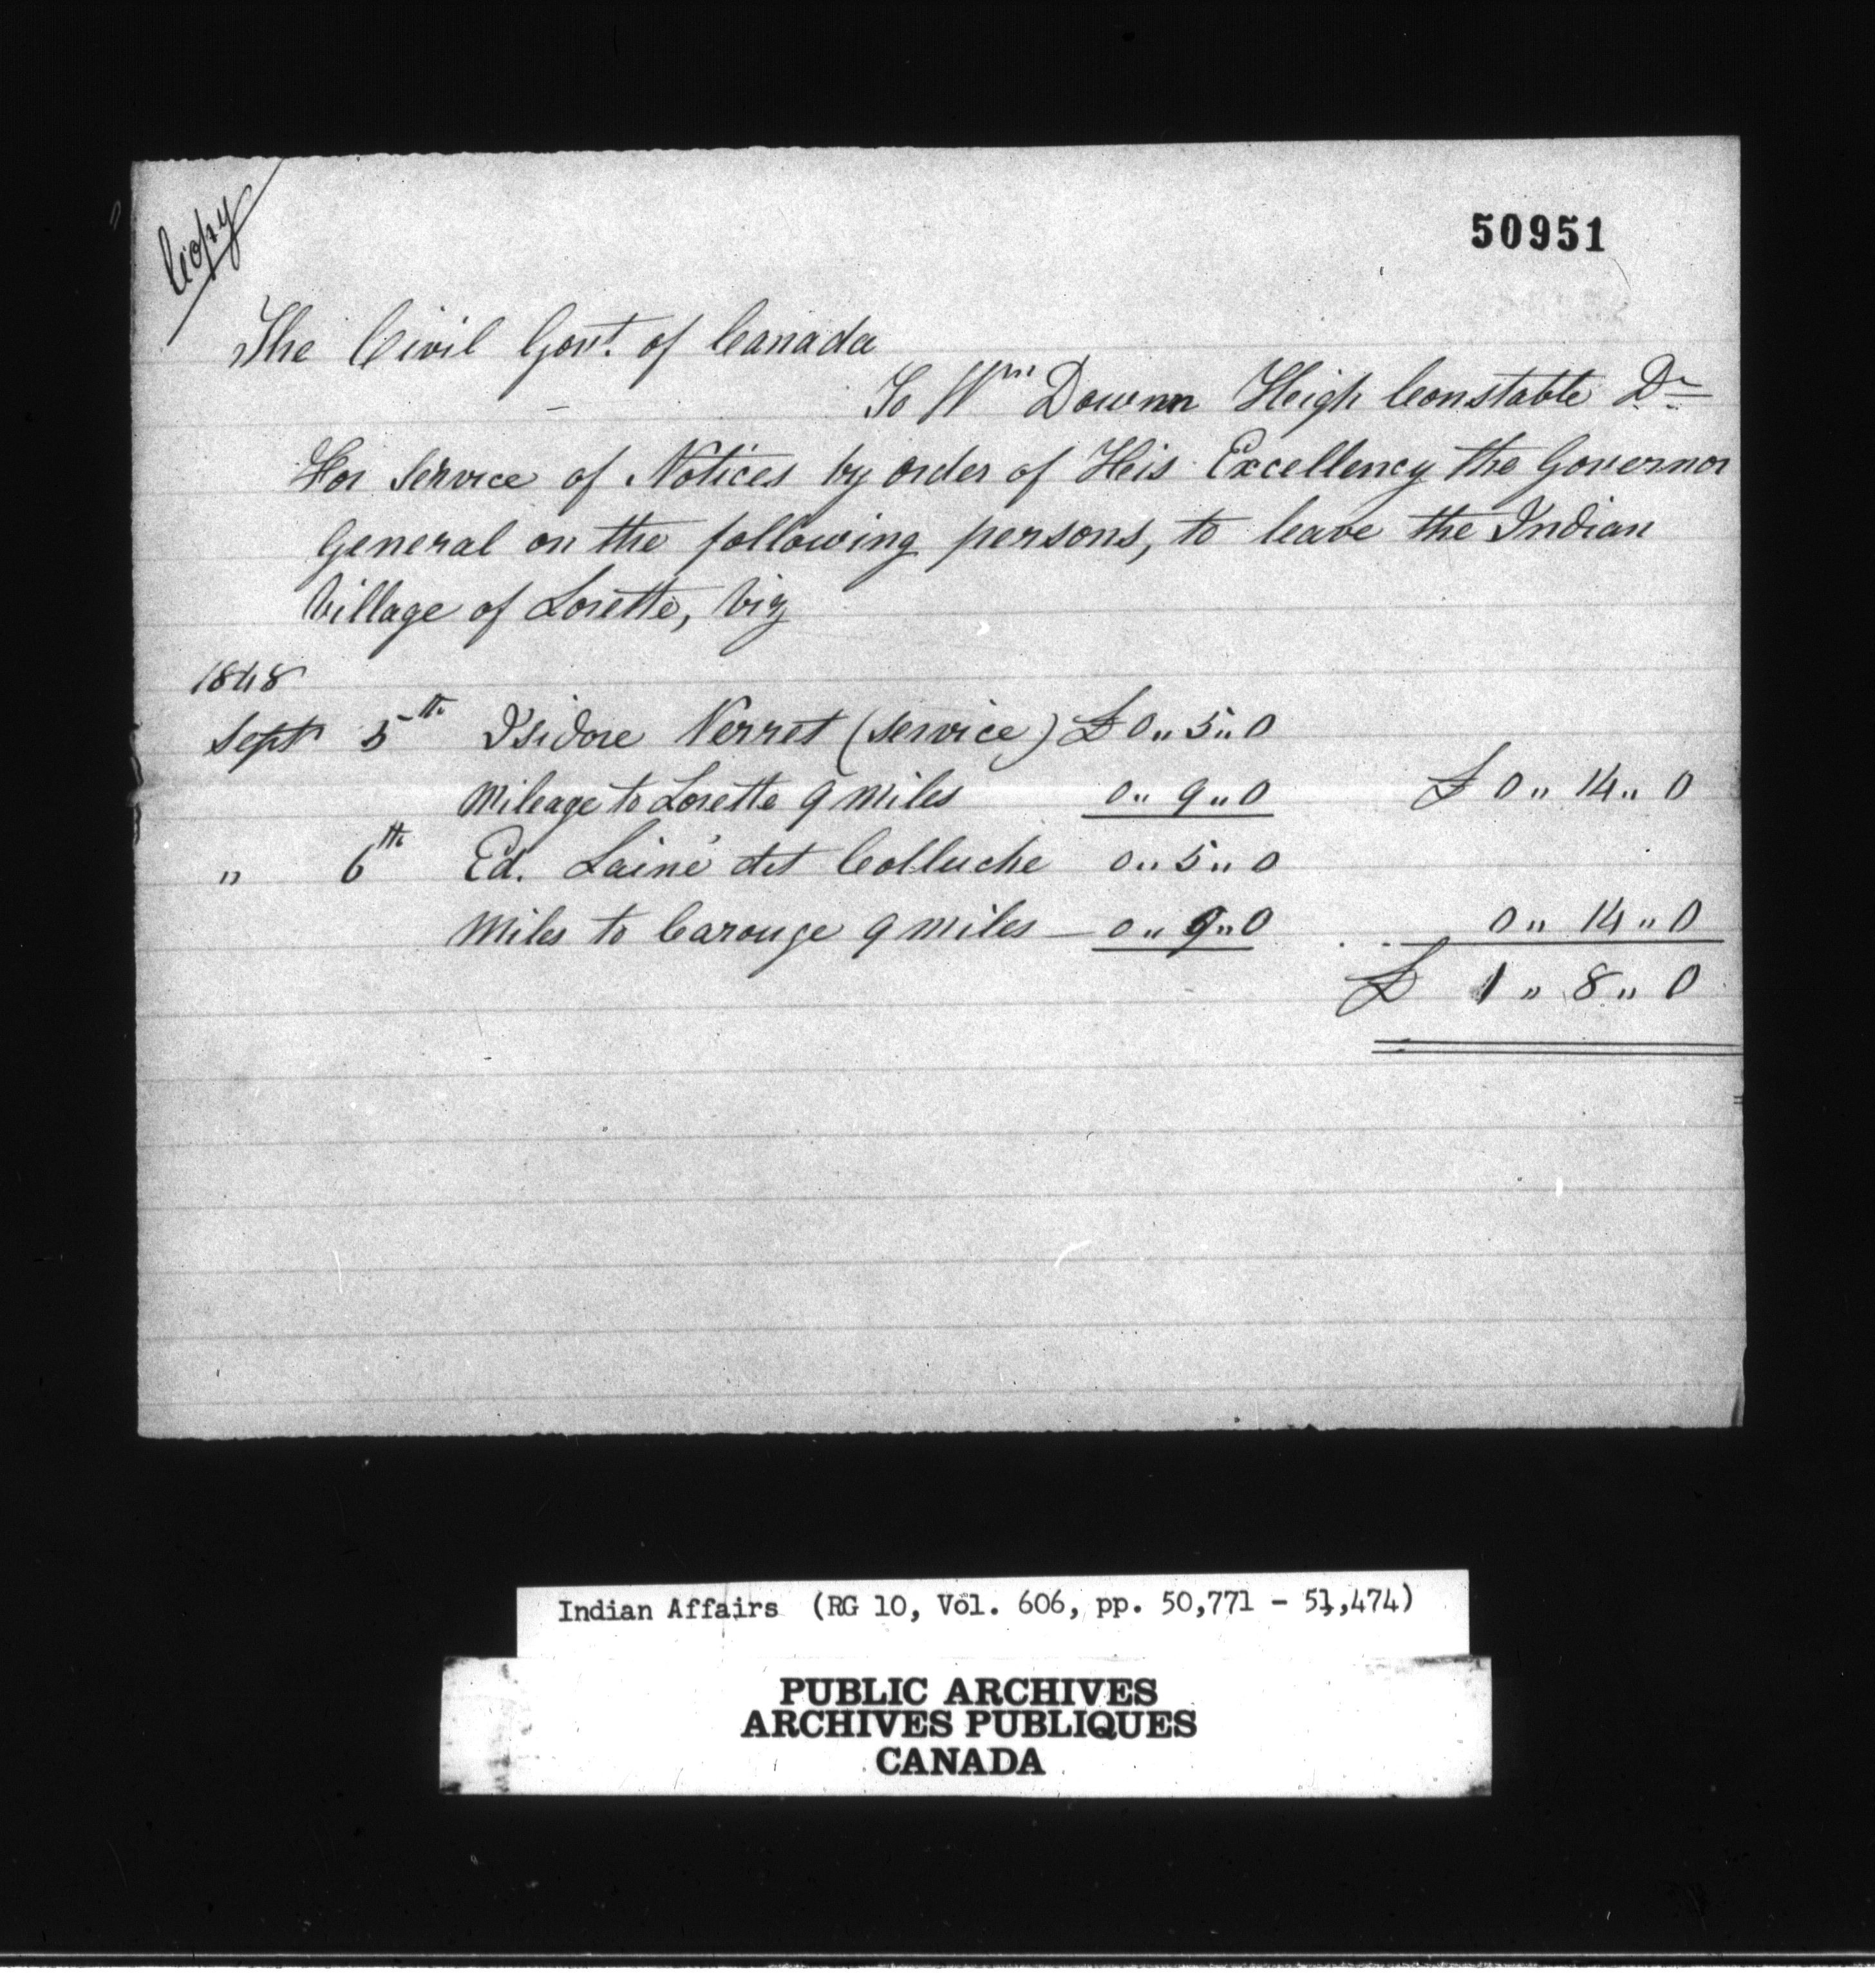 Copy
50951
The Civil Govt. of Canada
To Wm Downn High Constable Dr
For Service of Notices by order of His Excellency the Governor
General on the following persons, to leave the Indian
Village of Lorette, viz
1848
Sept 5th Isidore Verret (service) £ 0„ 5„ 0
Mileage to Lorette 9 miles 0„ 9„ 0 £ 0„ 14„ 0
„ 6th Ed. Lainé dit Colluche 0„ 5„ 0
Miles to Carouge 9 miles 0„ 9„ 0 0„ 14„ 0
£ 1„ 8„ 0
Indian Affairs (RG 10, Vol. 606, pp. 50,771 - 51,474)
PUBLIC ARCHIVES
ARCHIVES PUBLIQUES
CANADA